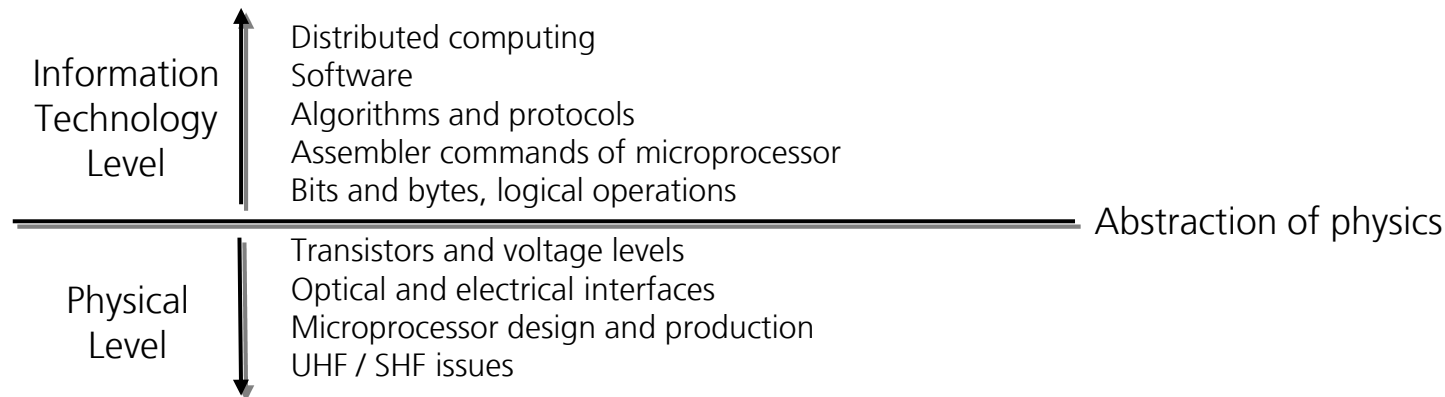 Information
Technology
Level
Distributed computing
Software
Algorithms and protocols
Assembler commands of microprocessor
Bits and bytes, logical operations
Abstraction of physics
Physical
Level
Transistors and voltage levels
Optical and electrical interfaces
Microprocessor design and production
UHF / SHF issues